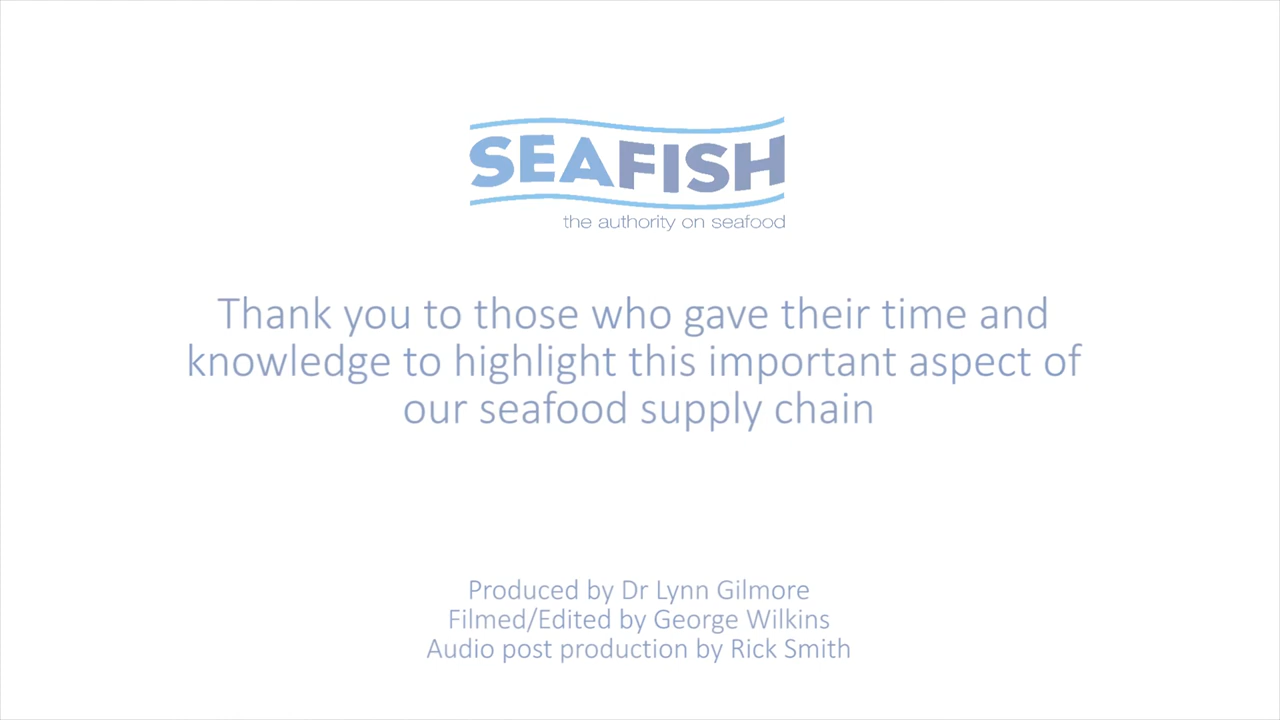 SEAFISH
the authority on seafood
Thank you to those who gave their time and
knowledge to highlight this important aspect of
our seafood supply chain
Produced by Dr Lynn Gilmore
Filmed/Edited by George Wilkins
Audio post production by Rick Smith